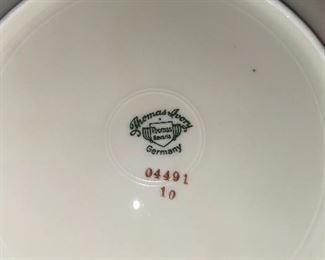 Thomas Ivory
Thomas
Bavaria
Germany
04491
10